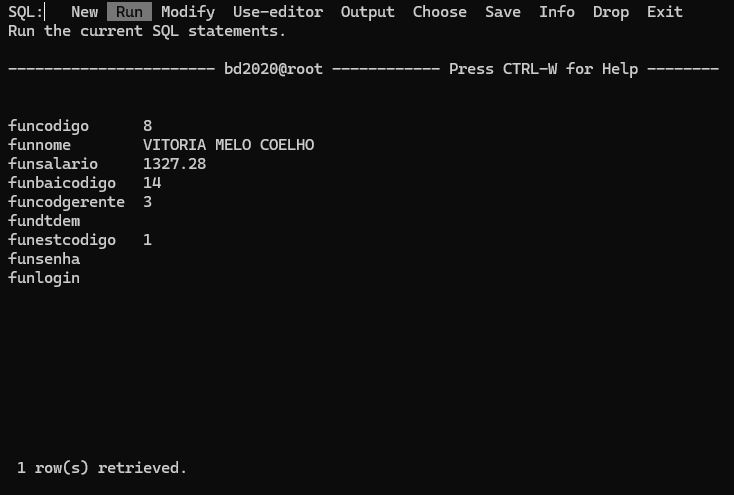 SQL:   New  Run  Modify  Use-editor  Output  Choose  Save  Info  Drop  Exit
Run the current SQL statements.
----------------------- bd2020@root ------------ Press CTRL-W for Help --------
funcodigo      8
funnome        VITORIA MELO COELHO
funsalario     1327.28
funbaicodigo   14
funcodgerente  3
fundtdem
funestcodigo   1
funsenha
funlogin
1 row(s) retrieved.